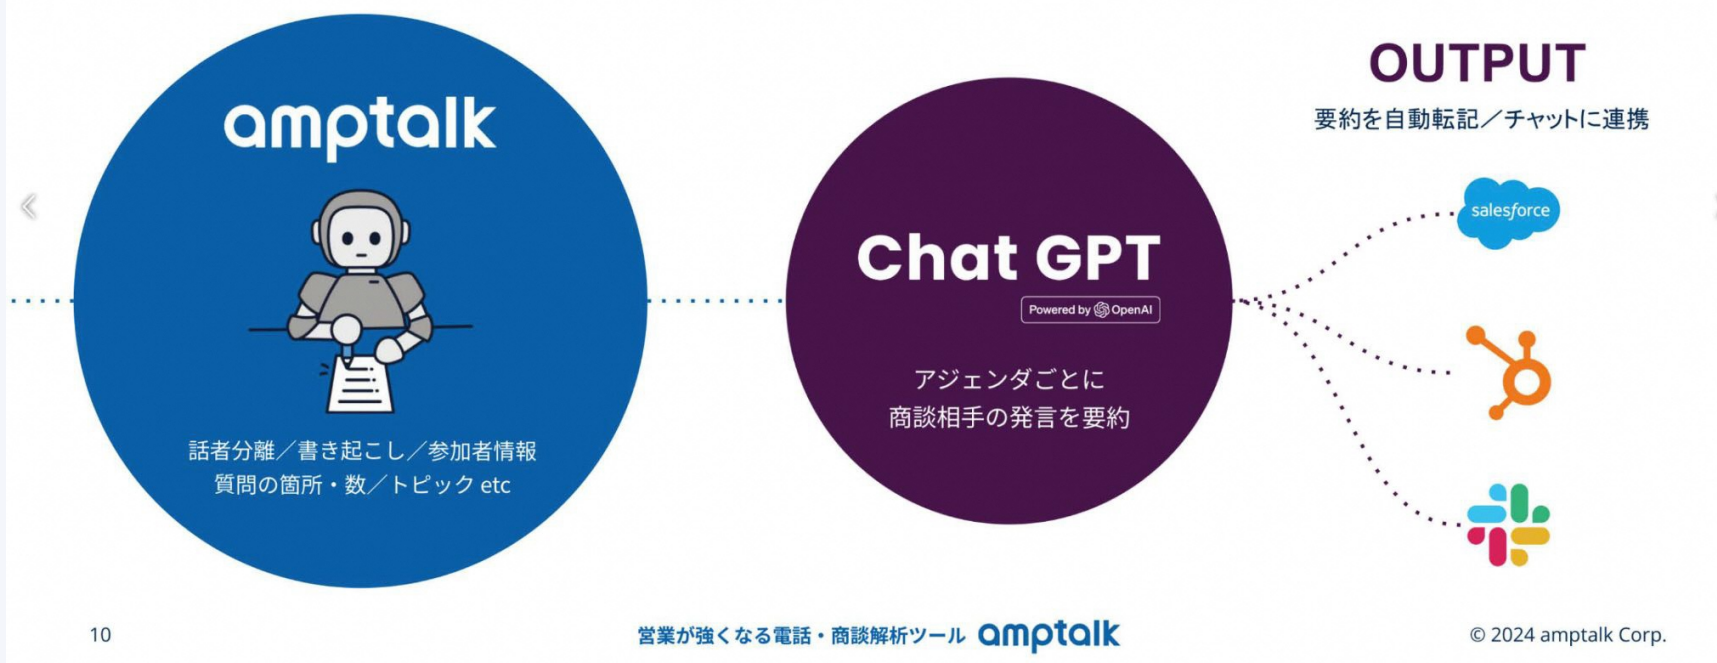 amptalk
話者分離／書き起こし／参加者情報
質問の箇所・数／トピック etc
Chat GPT
Powered by OpenAI
アジェンダごとに
商談相手の発言を要約
OUTPUT
要約を自動転記／チャットに連携
salesforce
10
営業が強くなる電話・商談解析ツール amptalk
© 2024 amptalk Corp.